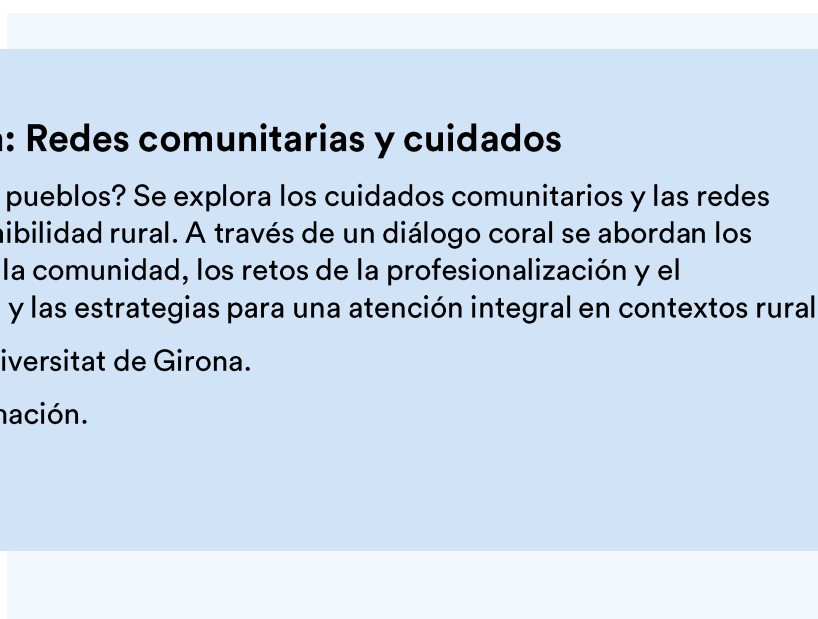 : Redes comunitarias y cuidados
pueblos? Se explora los cuidados comunitarios y las redes
nibilidad rural. A través de un diálogo coral se abordan los
la comunidad, los retos de la profesionalización y el
y las estrategias para una atención integral en contextos rural
iversitat de Girona.
mación.